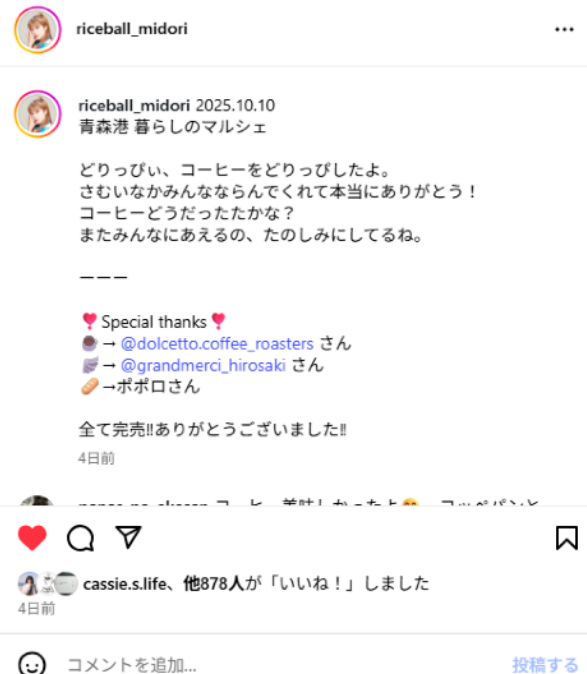 riceball_midori
riceball_midori 2025.10.10
青森港 暮らしのマルシェ
どりっぴぃ、コーヒーをどりっぴしたよ。
さむいなかみんなならんでくれて本当にありがとう！
コーヒーどうだったたかな？
またみんなにあえるの、たのしみにしてるね。
ーーー
❣️Special thanks❣️
→ @dolcetto.coffee_roasters さん
→ @grandmerci_hirosaki さん
🥖→ポポロさん
全て完売‼ありがとうございました‼
4日前
cassie.s.life、他878人が「いいね！」しました
4日前
コメントを追加...
投稿する